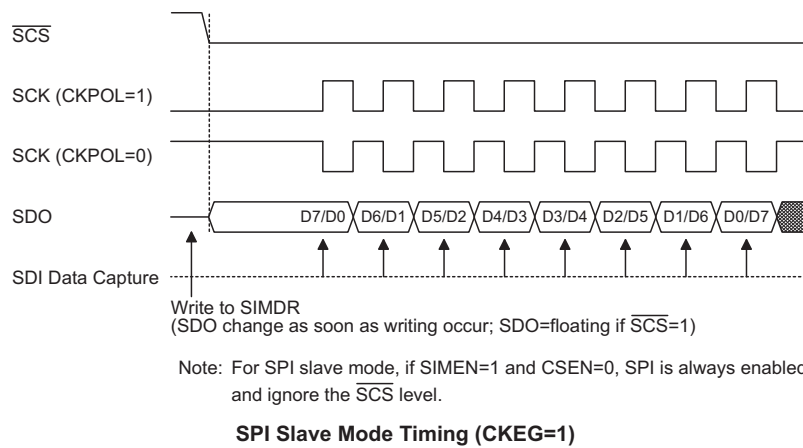 SCS
SCK (CKPOL=1)
SCK (CKPOL=0)
SDO D7/D0 D6/D1 D5/D2 D4/D3 D3/D4 D2/D5 D1/D6 D0/D7
SDI Data Capture
Write to SIMDR
(SDO change as soon as writing occur; SDO=floating if SCS=1)
Note: For SPI slave mode, if SIMEN=1 and CSEN=0, SPI is always enabled
and ignore the SCS level.
SPI Slave Mode Timing (CKEG=1)